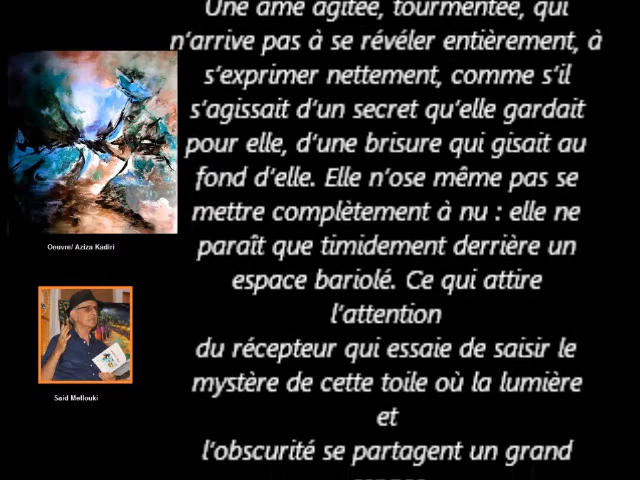 Une âme agitée, tourmentée, qui
n'arrive pas à se révéler entièrement, à
s'exprimer nettement, comme s'il
s'agissait d'un secret qu'elle gardait
pour elle, d'une brisure qui gisait au
fond d'elle. Elle n'ose même pas se
mettre complètement à nu : elle ne
paraît que timidement derrière un
espace bariolé. Ce qui attire
l'attention
du récepteur qui essaie de saisir le
mystère de cette toile où la lumière
et
l'obscurité se partagent un grand
Oeuvre/ Aziza Kadiri
Said Mellouki